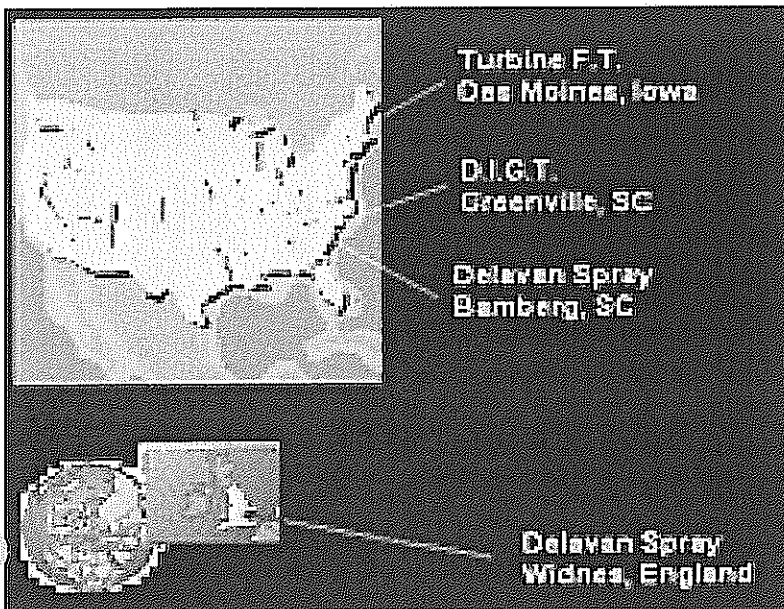 Turbine F.T.
Des Moines, Iowa
D.I.G.T.
Greenville, SC
Delavan Spray
Bamberg, SC
Delavan Spray
Widnes, England